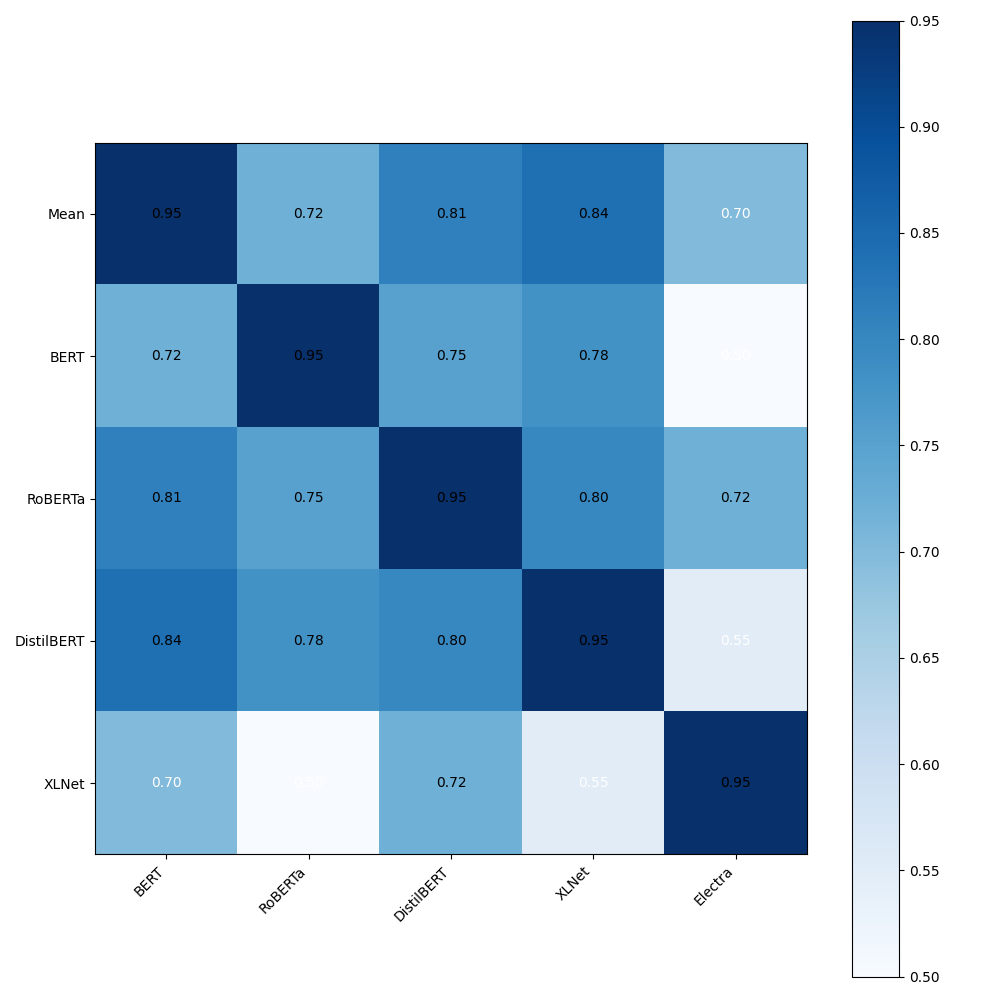 0.95
0.90
0.85
0.80
0.75
0.70
0.65
0.60
0.55
0.50
Mean 0.95 0.72 0.81 0.84 0.70
BERT 0.72 0.95 0.75 0.78 0.50
RoBERTa 0.81 0.75 0.95 0.80 0.72
DistilBERT 0.84 0.78 0.80 0.95 0.55
XLNet 0.70 0.50 0.72 0.55 0.95
BERT RoBERTa DistilBERT XLNet Electra